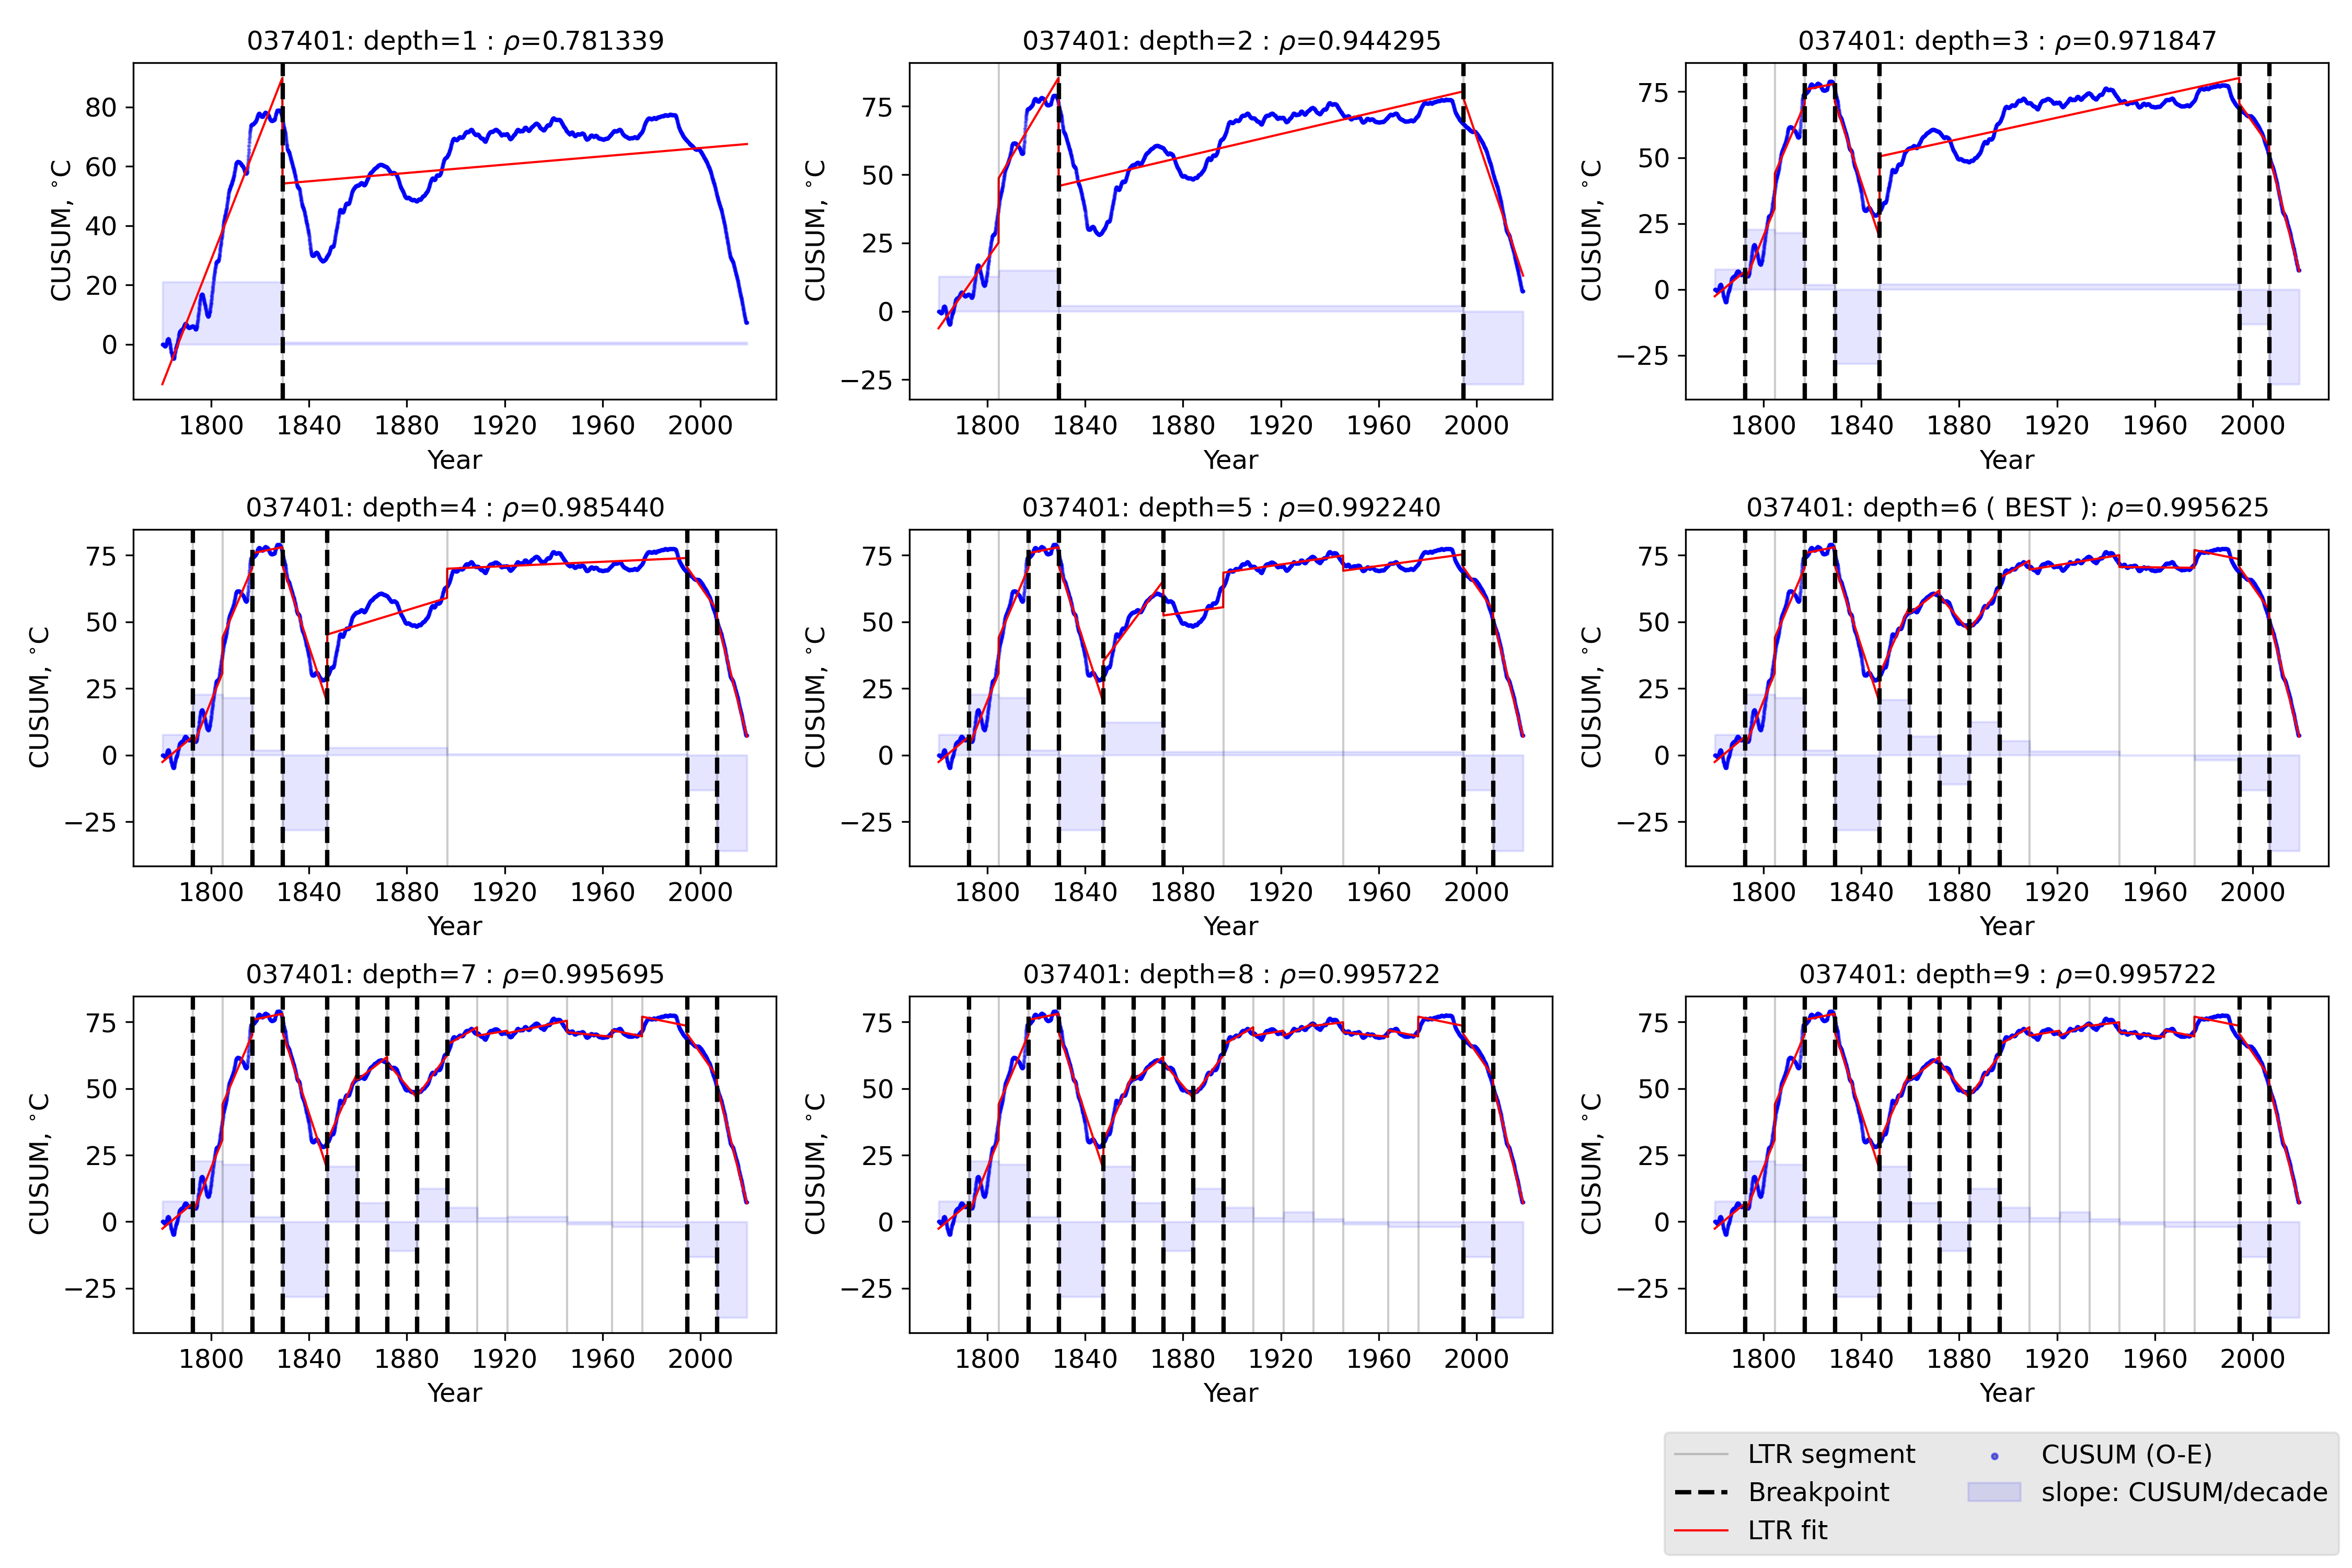 037401: depth=1 : ρ=0.781339
037401: depth=2 : ρ=0.944295
037401: depth=3 : ρ=0.971847
CUSUM, °C
80
60
40
20
0
1800 1840 1880 1920 1960 2000
Year
CUSUM, °C
75
50
25
0
−25
1800 1840 1880 1920 1960 2000
Year
CUSUM, °C
75
50
25
0
−25
1800 1840 1880 1920 1960 2000
Year
037401: depth=4 : ρ=0.985440
037401: depth=5 : ρ=0.992240
037401: depth=6 ( BEST ): ρ=0.995625
CUSUM, °C
75
50
25
0
−25
1800 1840 1880 1920 1960 2000
Year
CUSUM, °C
75
50
25
0
−25
1800 1840 1880 1920 1960 2000
Year
CUSUM, °C
75
50
25
0
−25
1800 1840 1880 1920 1960 2000
Year
037401: depth=7 : ρ=0.995695
037401: depth=8 : ρ=0.995722
037401: depth=9 : ρ=0.995722
CUSUM, °C
75
50
25
0
−25
1800 1840 1880 1920 1960 2000
Year
CUSUM, °C
75
50
25
0
−25
1800 1840 1880 1920 1960 2000
Year
CUSUM, °C
75
50
25
0
−25
1800 1840 1880 1920 1960 2000
Year
LTR segment
Breakpoint
LTR fit
CUSUM (O-E)
slope: CUSUM/decade